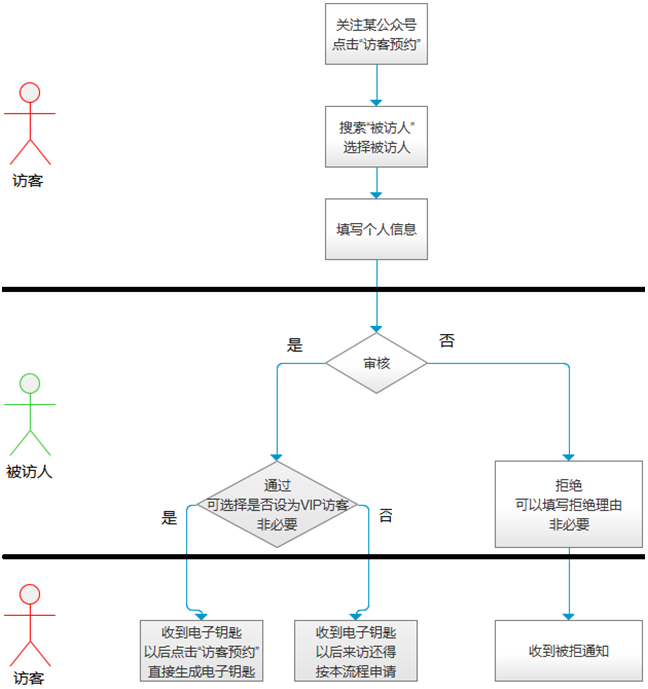 关注某公众号
点击“访客预约”
搜索“被访人”
选择被访人
访客
填写个人信息
是
否
审核
被访人
通过
可选择是否设为VIP访客
非必要
拒绝
可以填写拒绝理由
非必要
是
否
访客
收到电子钥匙
以后点击“访客预约”
直接生成电子钥匙
收到电子钥匙
以后来访还得
按本流程申请
收到被拒通知